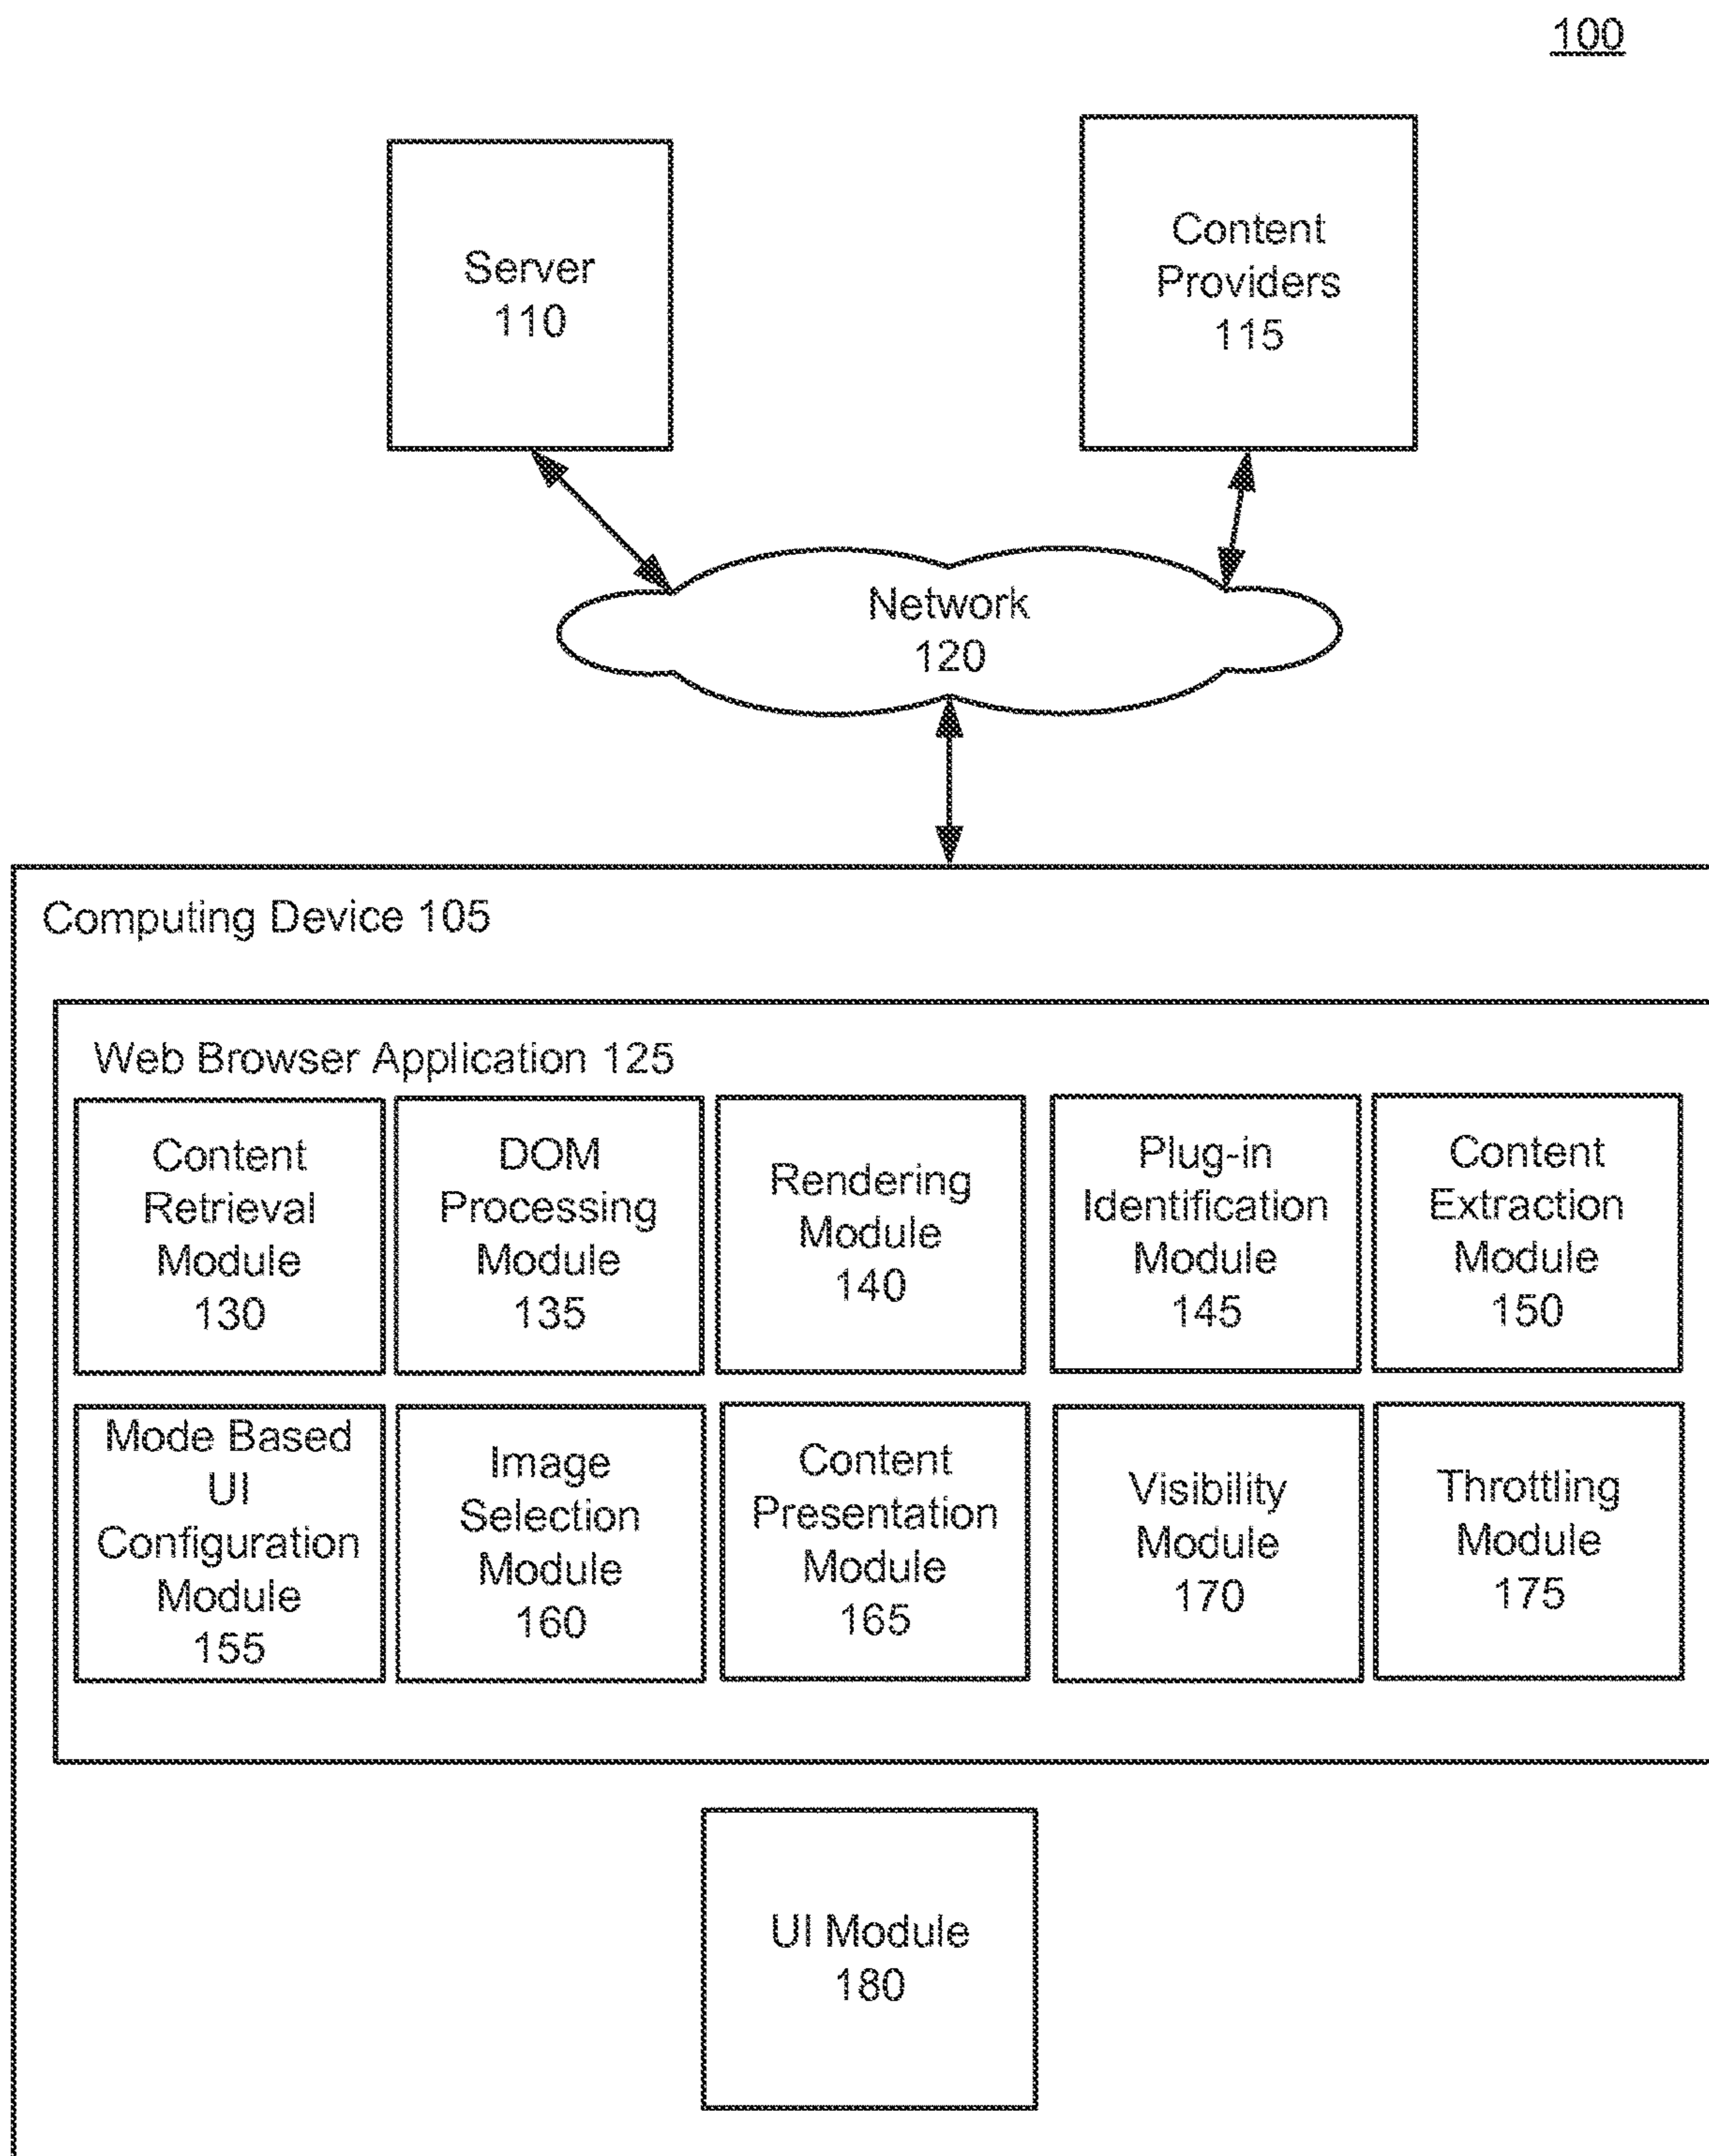 100
Server
110
Content
Providers
115
Network
120
Computing Device 105
Web Browser Application 125
Content
Retrieval
Module
130
DOM
Processing
Module
135
Rendering
Module
140
Plug-in
Identification
Module
145
Content
Extraction
Module
150
Mode Based
UI
Configuration
Module
155
Image
Selection
Module
160
Content
Presentation
Module
165
Visibility
Module
170
Throttling
Module
175
UI Module
180